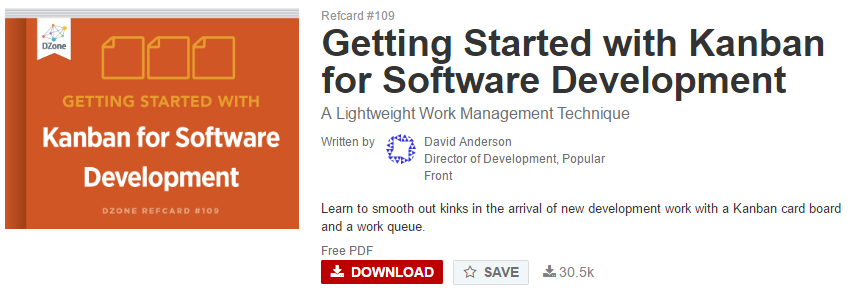 DZone
GETTING STARTED WITH
Kanban for Software
Development
DZONE REFCARD #109
Refcard #109
Getting Started with Kanban
for Software Development
A Lightweight Work Management Technique
Written by
David Anderson
Director of Development, Popular
Front
Learn to smooth out kinks in the arrival of new development work with a Kanban card board
and a work queue.
Free PDF
DOWNLOAD
SAVE
30.5k